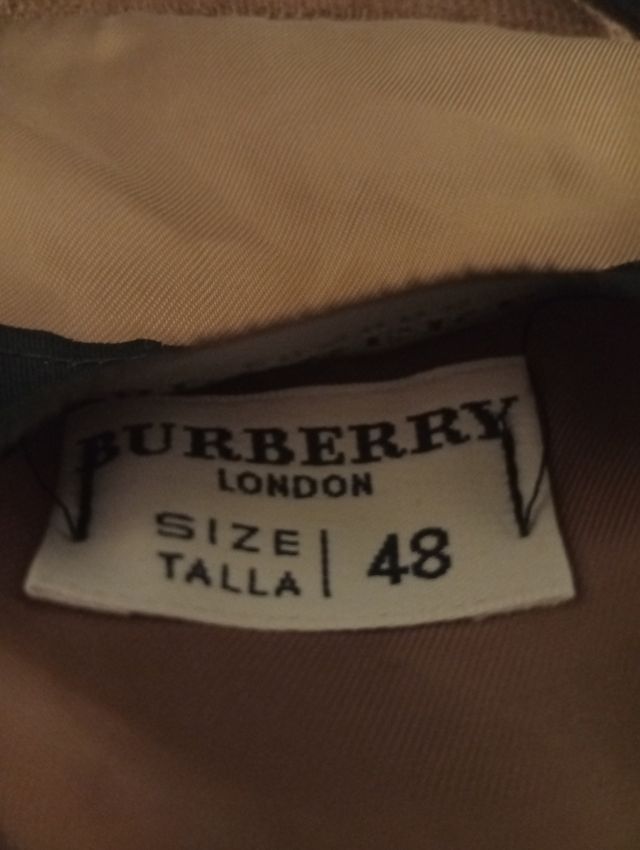 BURBERRY
LONDON
SIZE
TALLA | 48